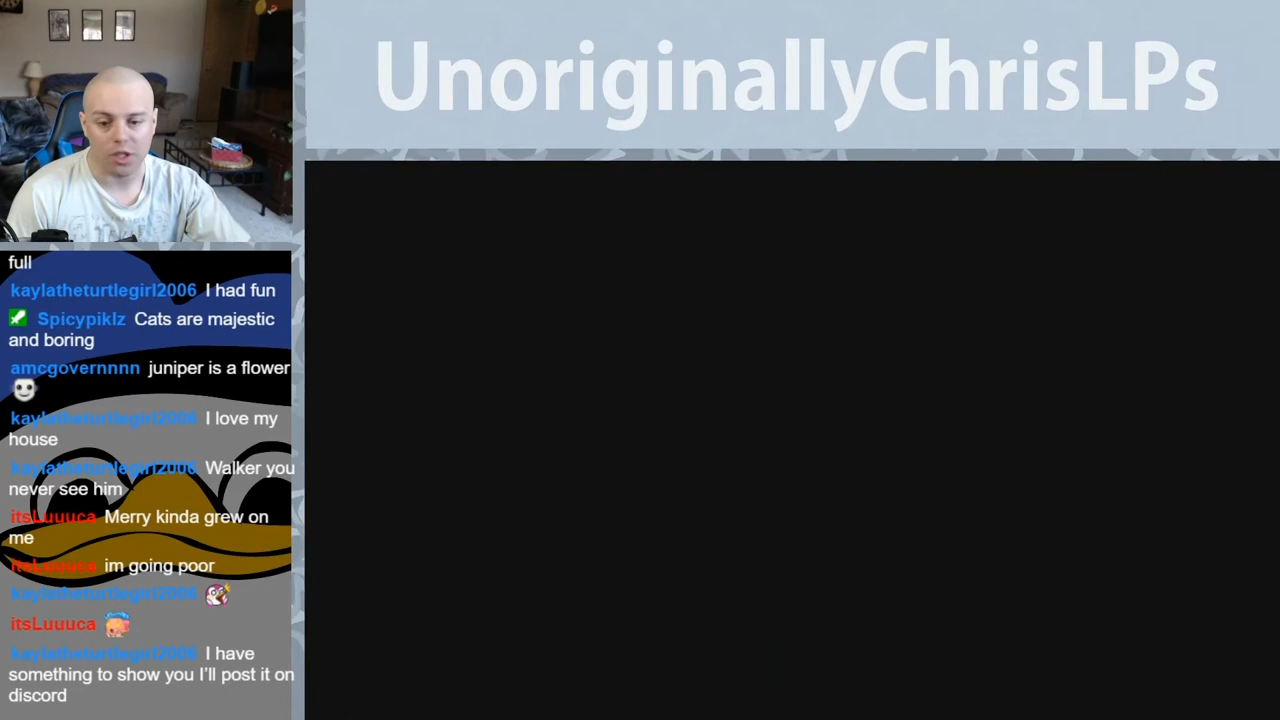 UnoriginallyChrisLPs
full
kaylatheturtlegirl2006 I had fun
Spicypiklz Cats are majestic
and boring
amcgovernnnn juniper is a flower
kaylatheturtlegirl2006 I love my
house
kaylatheturtlegirl2006 Walker you
never see him
itsLuuuca Merry kinda grew on
me
itsLuuuca im going poor
kaylatheturtlegirl2006
itsLuuuca
kaylatheturtlegirl2006 I have
something to show you I’ll post it on
discord